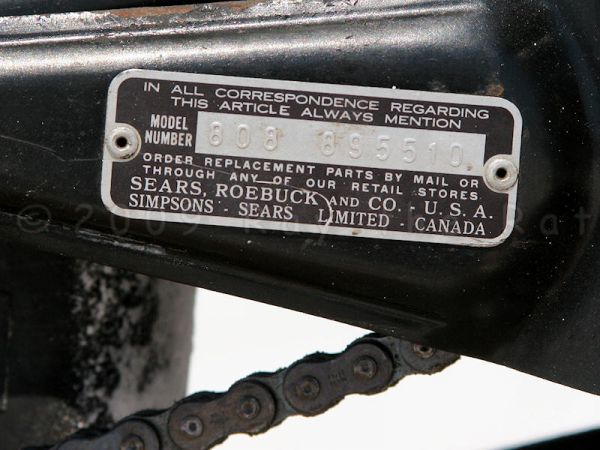 IN ALL CORRESPONDENCE REGARDING
THIS ARTICLE ALWAYS MENTION
MODEL NUMBER 808 895510
ORDER REPLACEMENT PARTS BY MAIL OR
THROUGH ANY OF OUR RETAIL STORES
SEARS, ROEBUCK AND CO. - U.S.A.
SIMPSONS - SEARS LIMITED - CANADA
© 2009